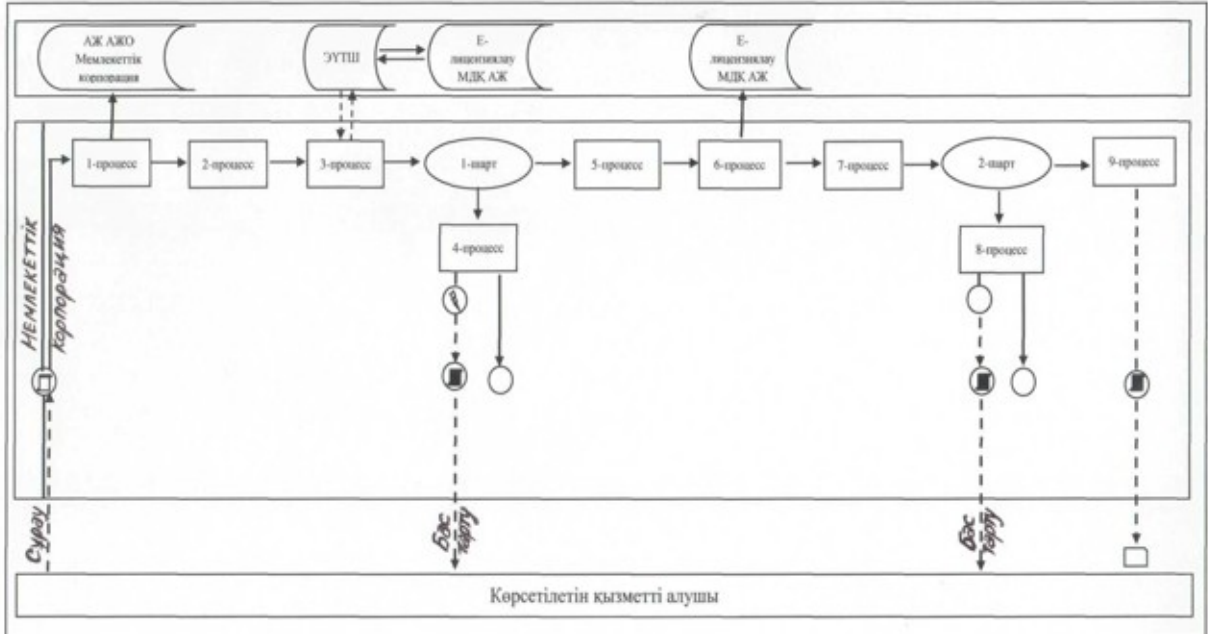 АЖ АЖО
Мемлекеттік
корпорация
ЭҮТШ
Е-
лицензиялау
МДҚ АЖ
Е-
лицензиялау
МДҚ АЖ
1-процесс
2-процесс
3-процесс
1-шарт
5-процесс
6-процесс
7-процесс
2-шарт
9-процесс
4-процесс
8-процесс
Мемлекеттік
корпорация
Сұрау
Бас
тарту
Бас
тарту
Көрсетілетін қызметті алушы